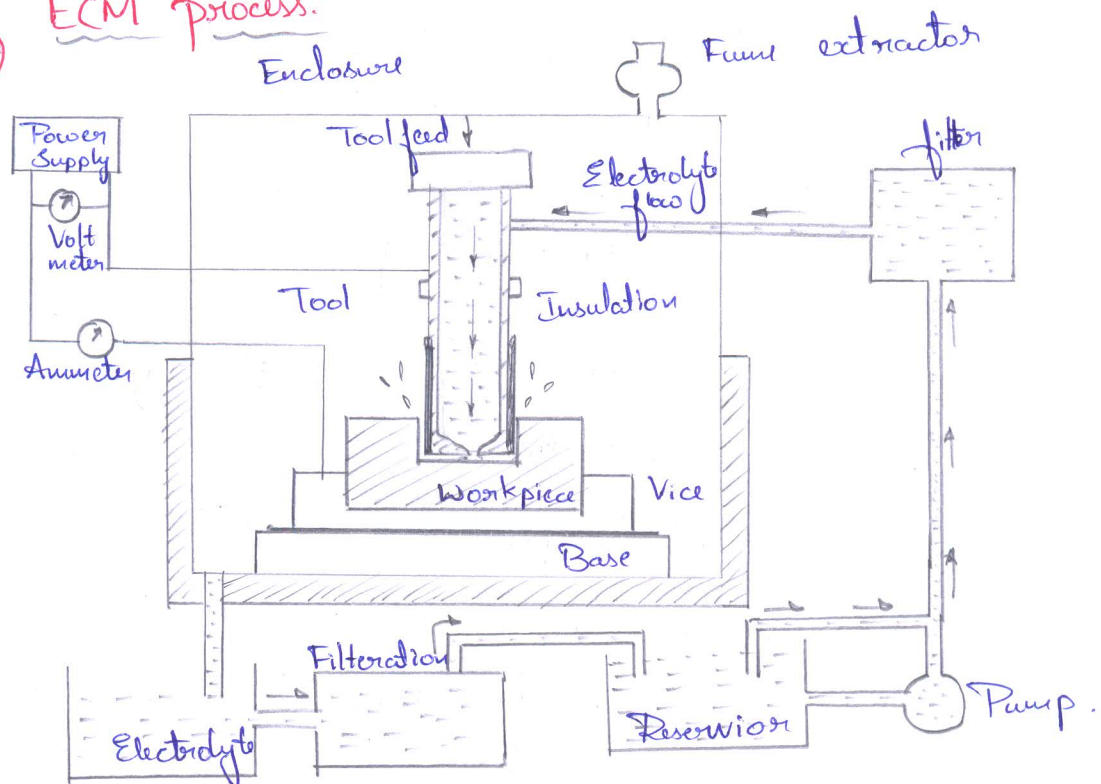 ECM Process.
Enclosure
Fume extractor
Power
Supply
Tool feed
Electrolyte
flow
filter
Volt
meter
Tool
Insulation
Ammeter
Workpiece
Vice
Base
Filteration
Electrolyte
Reservior
Pump.